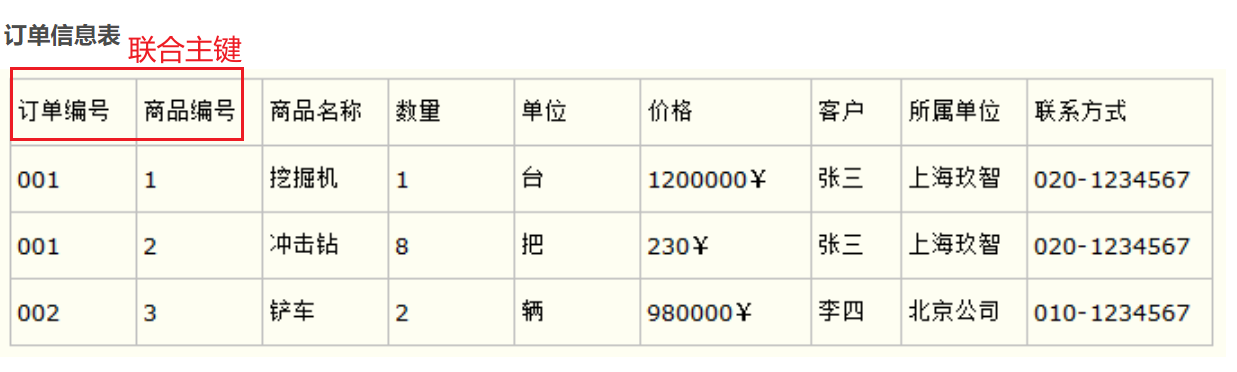 订单信息表
联合主键
订单编号 商品编号 商品名称 数量 单位 价格 客户 所属单位 联系方式
001 1 挖掘机 1 台 1200000¥ 张三 上海玖智 020-1234567
001 2 冲击钻 8 把 230¥ 张三 上海玖智 020-1234567
002 3 铲车 2 辆 980000¥ 李四 北京公司 010-1234567